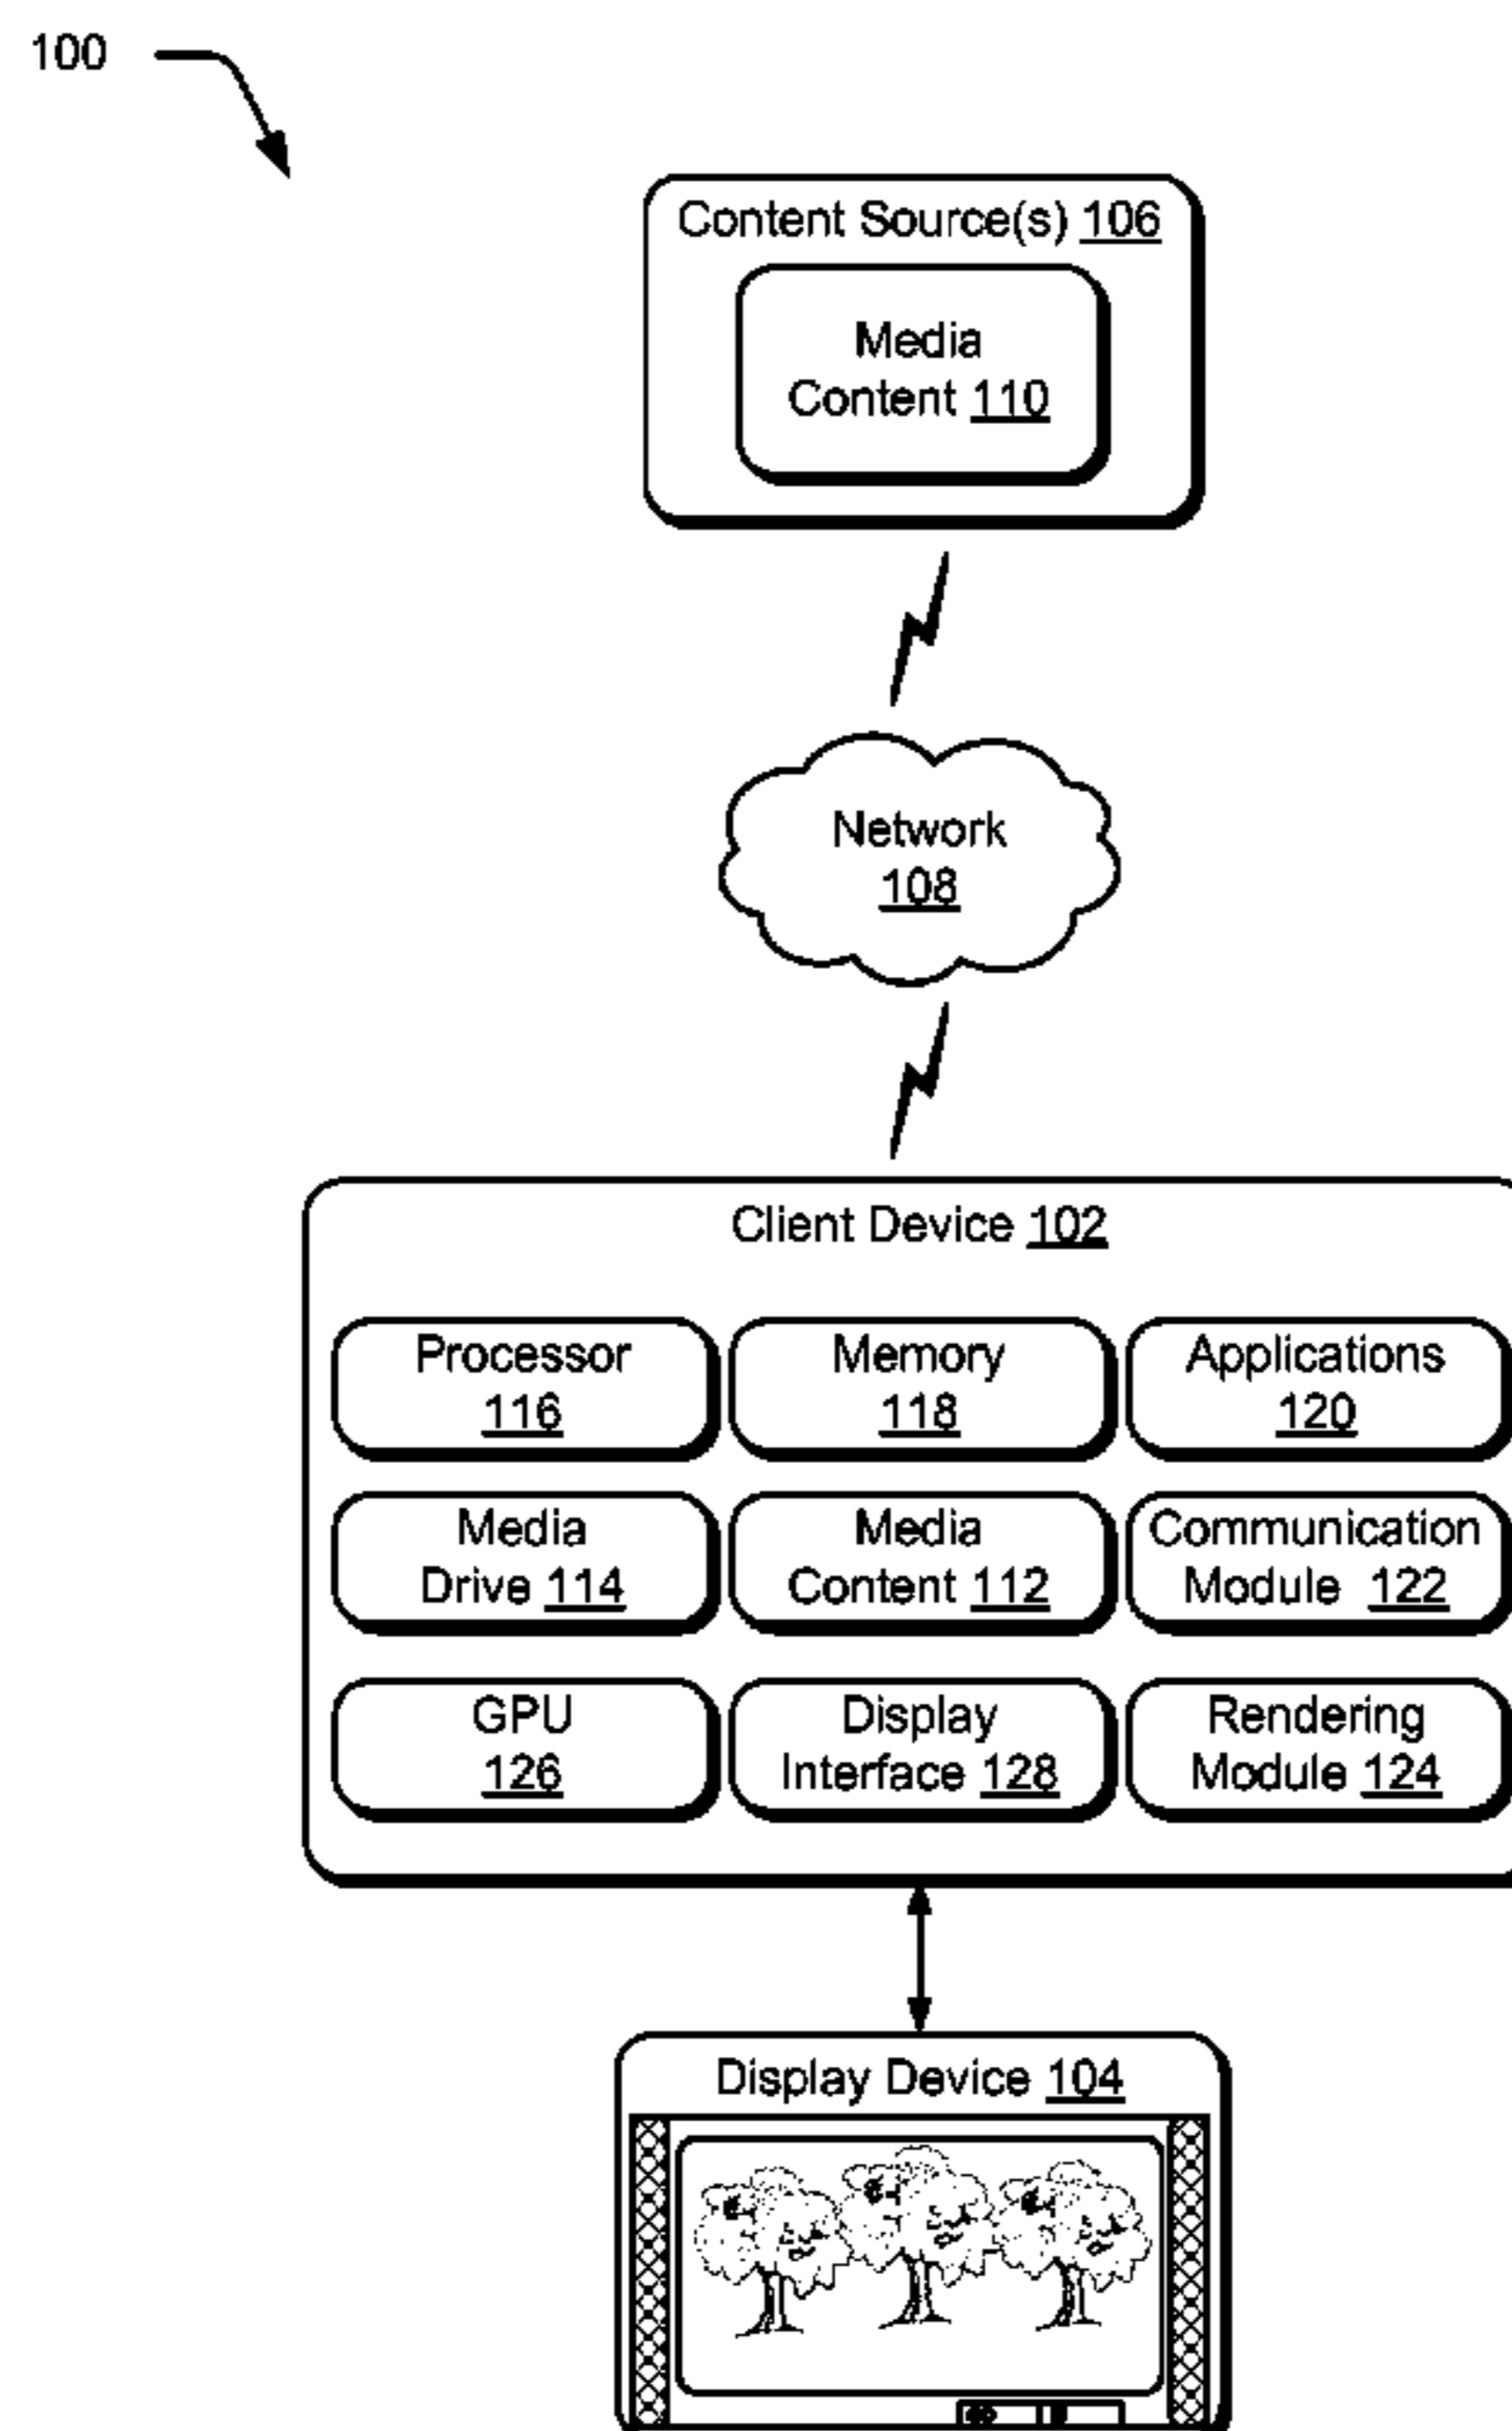 100
Content Source(s) 106
Media
Content 110
Network
108
Client Device 102
Processor
116
Memory
118
Applications
120
Media
Drive 114
Media
Content 112
Communication
Module 122
GPU
126
Display
Interface 128
Rendering
Module 124
Display Device 104